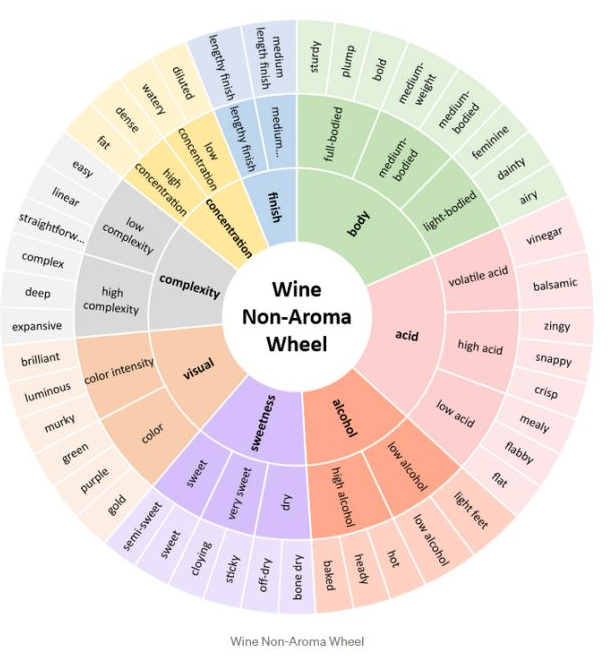 Wine
Non-Aroma
Wheel
body
full-bodied
sturdy
plump
bold
medium-
bodied
medium-
weight
medium-
bodied
light-bodied
feminine
dainty
airy
acid
volatile acid
vinegar
balsamic
high acid
zingy
snappy
crisp
low acid
mealy
flabby
flat
alcohol
low alcohol
light feet
low alcohol
high alcohol
hot
heady
baked
sweetness
dry
bone dry
off-dry
very sweet
sticky
cloying
sweet
sweet
semi-sweet
visual
color
gold
purple
green
color intensity
murky
luminous
brilliant
complexity
high
complexity
expansive
deep
complex
low
complexity
straightforw...
linear
easy
concentration
high
concentration
fat
dense
low
concentration
watery
diluted
finish
lengthy finish
lengthy finish
medium...
medium
length finish
Wine Non-Aroma Wheel